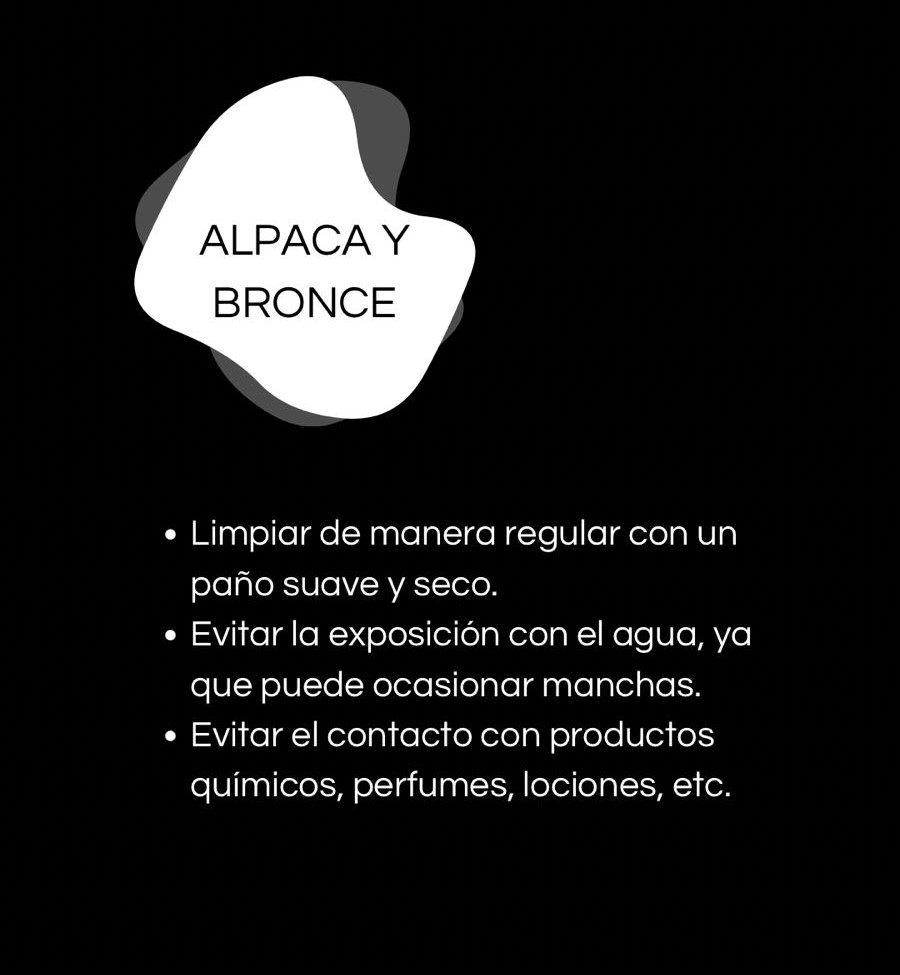 ALPACA Y
BRONCE
• Limpiar de manera regular con un
paño suave y seco.
• Evitar la exposición con el agua, ya
que puede ocasionar manchas.
• Evitar el contacto con productos
químicos, perfumes, lociones, etc.